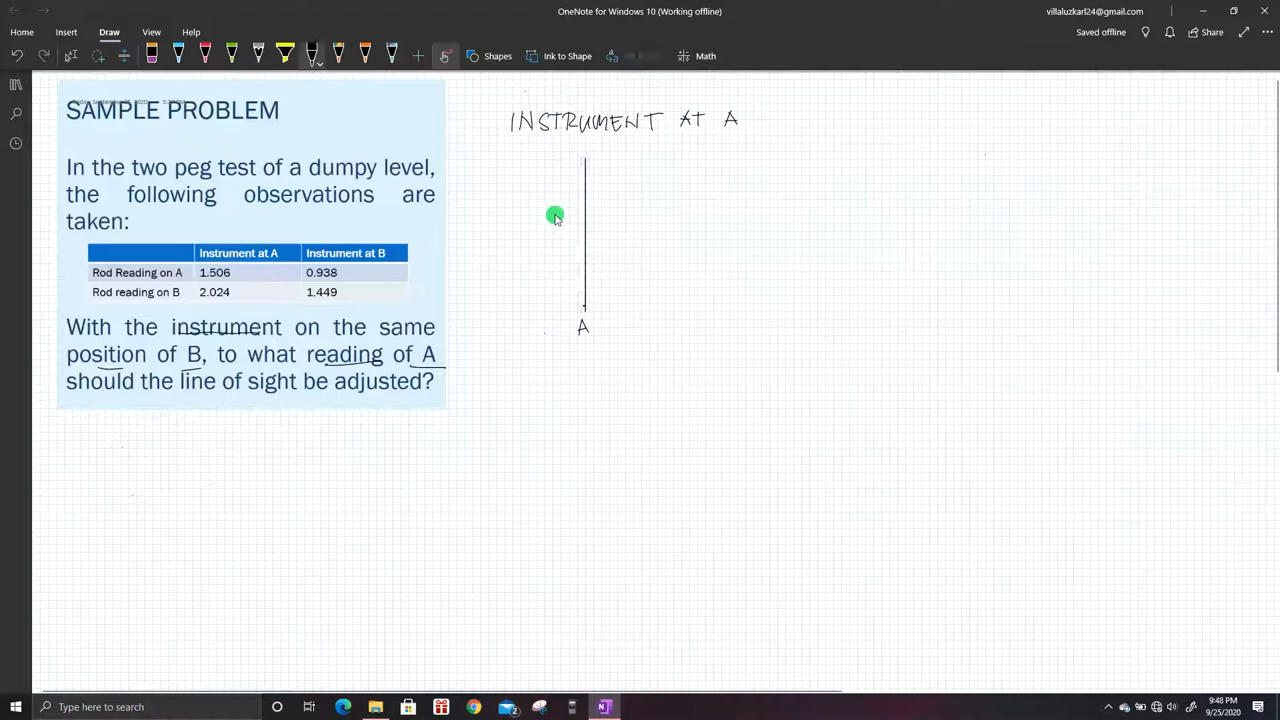 OneNote for Windows 10 (Working offline)
villaluzkarl24@gmail.com
Home Insert Draw View Help
Saved offline
Share
Shapes
Ink to Shape
Math
SAMPLE PROBLEM
In the two peg test of a dumpy level,
the following observations are
taken:
Instrument at A Instrument at B
Rod Reading on A 1.506 0.938
Rod reading on B 2.024 1.449
With the instrument on the same
position of B, to what reading of A
should the line of sight be adjusted?
INSTRUMENT AT A
A
Type here to search
2
N
9:48 PM
9/25/2020